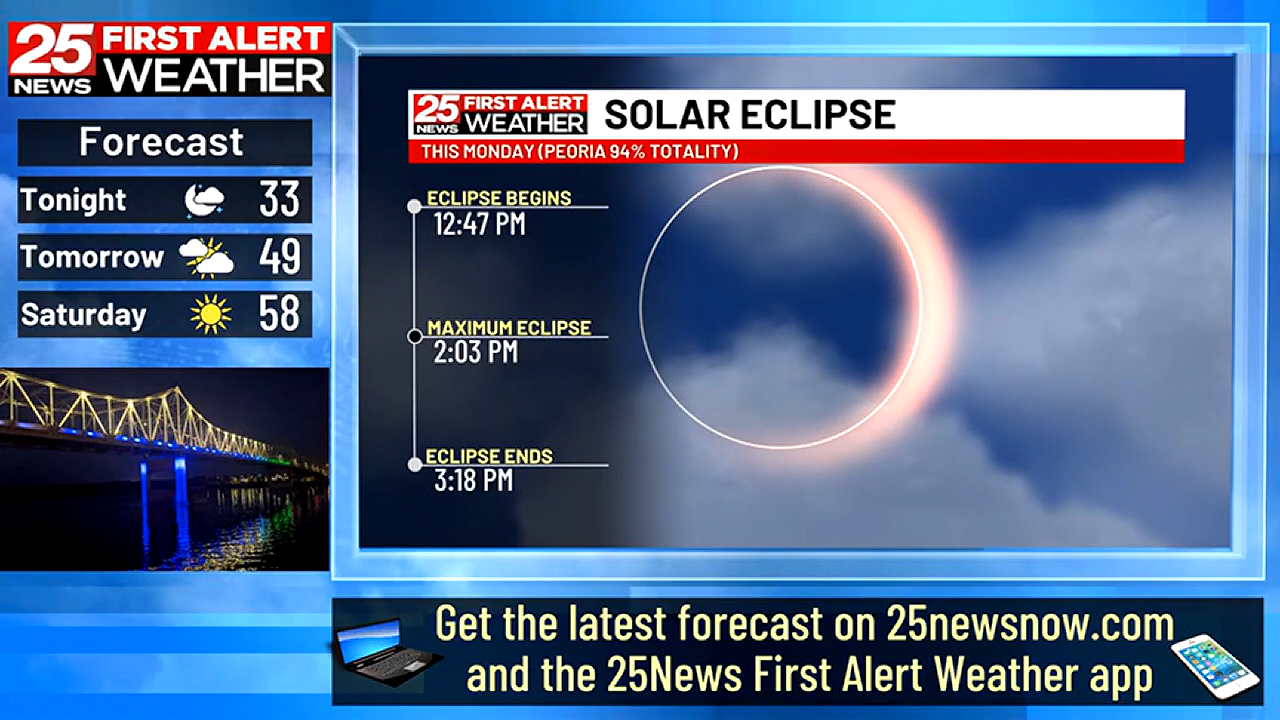 25 NEWS FIRST ALERT WEATHER
Forecast
Tonight 33
Tomorrow 49
Saturday 58
25 NEWS FIRST ALERT WEATHER SOLAR ECLIPSE
THIS MONDAY (PEORIA 94% TOTALITY)
ECLIPSE BEGINS
12:47 PM
MAXIMUM ECLIPSE
2:03 PM
ECLIPSE ENDS
3:18 PM
Get the latest forecast on 25newsnow.com
and the 25News First Alert Weather app